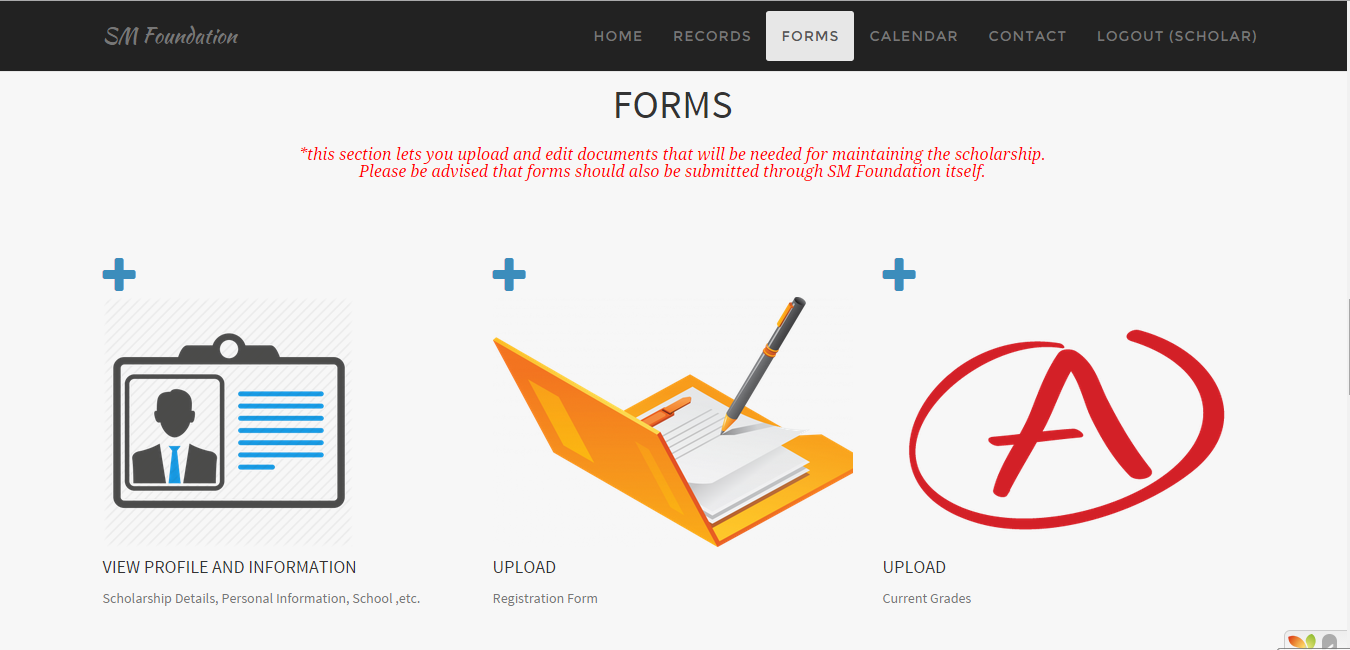 SM Foundation
HOME RECORDS FORMS CALENDAR CONTACT LOGOUT (SCHOLAR)
FORMS
*this section lets you upload and edit documents that will be needed for maintaining the scholarship.
Please be advised that forms should also be submitted through SM Foundation itself.
A
VIEW PROFILE AND INFORMATION
Scholarship Details, Personal Information, School ,etc.
UPLOAD
Registration Form
UPLOAD
Current Grades